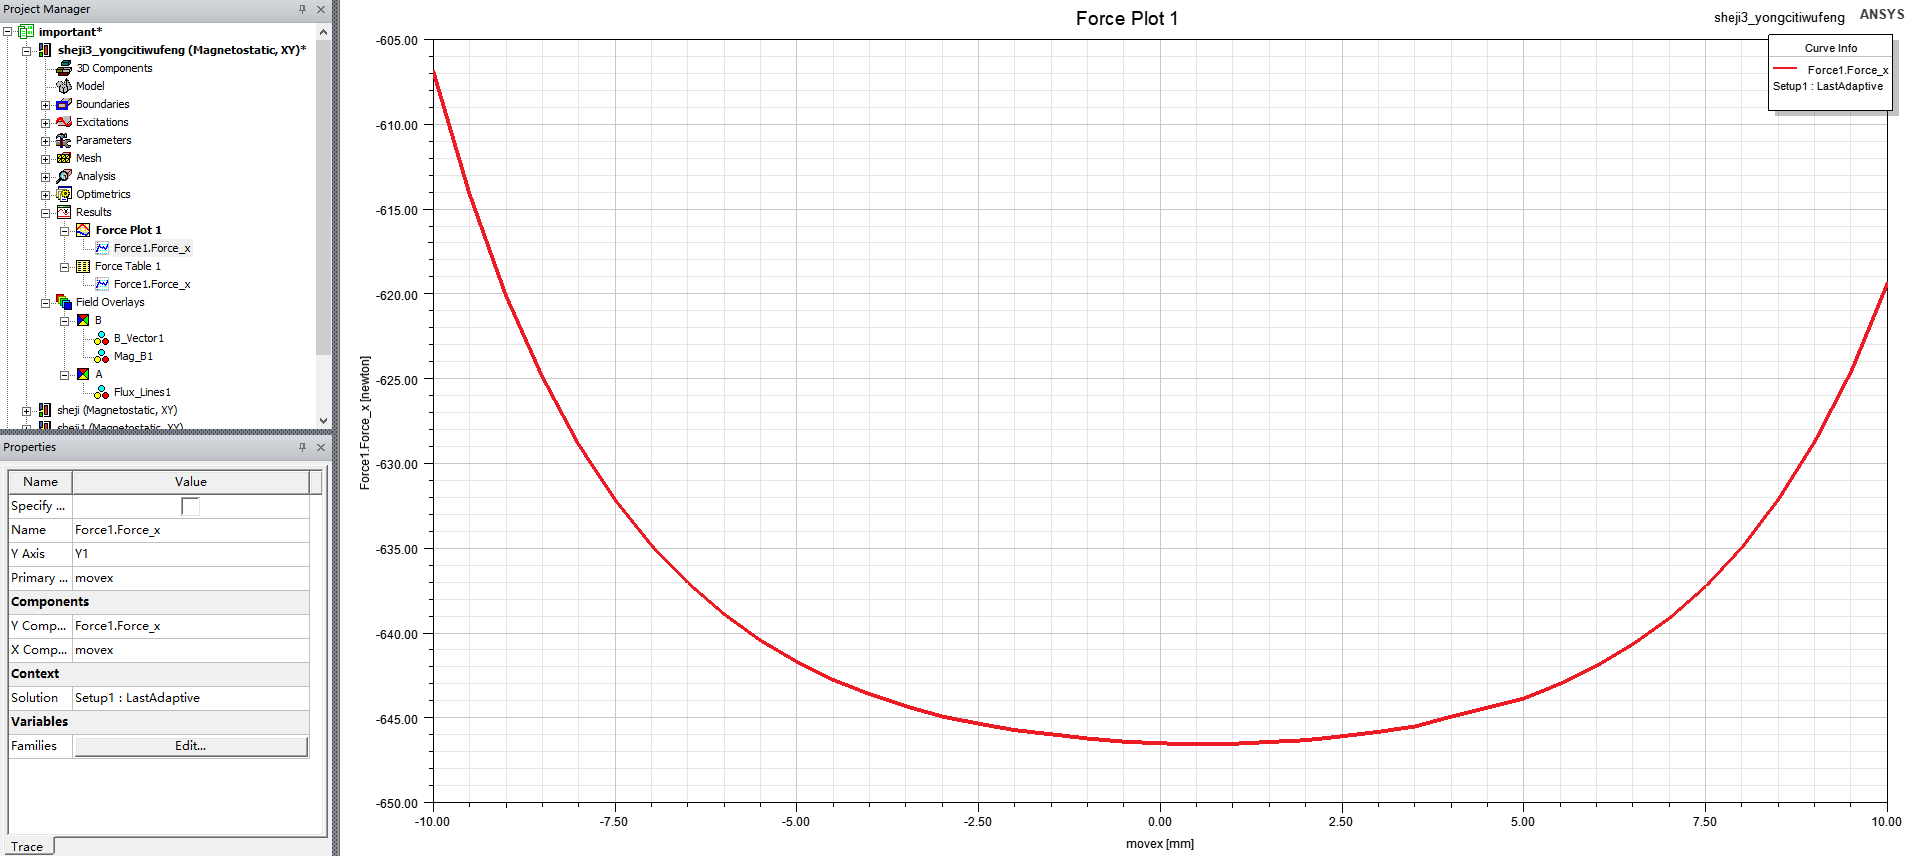 Project Manager
important*
sheji3_yongcitiwufeng (Magnetostatic, XY)*
3D Components
Model
Boundaries
Excitations
Parameters
Mesh
Analysis
Optimetrics
Results
Force Plot 1
Force1.Force_x
Force Table 1
Force1.Force_x
Field Overlays
B
B_Vector1
Mag_B1
A
Flux_Lines1
sheji (Magnetostatic, XY)
sheji1 (Magnetostatic, XY)
Properties
Name Value
Specify ...
Name Force1.Force_x
Y Axis Y1
Primary ... movex
Components
Y Comp... Force1.Force_x
X Comp... movex
Context
Solution Setup1 : LastAdaptive
Variables
Families Edit...
Trace
Force Plot 1
sheji3_yongcitiwufeng
ANSYS
Curve Info
Force1.Force_x
Setup1 : LastAdaptive
Force1.Force_x [newton]
-605.00
-610.00
-615.00
-620.00
-625.00
-630.00
-635.00
-640.00
-645.00
-650.00
-10.00 -7.50 -5.00 -2.50 0.00 2.50 5.00 7.50 10.00
movex [mm]